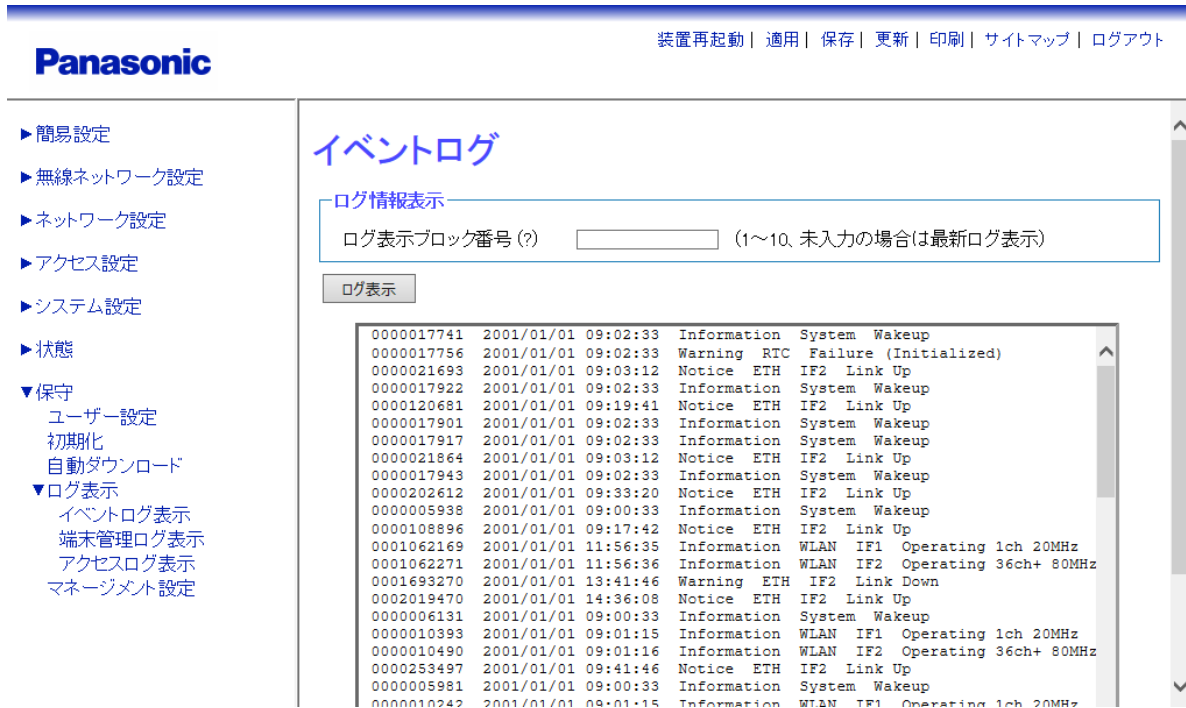 装置再起動| 適用| 保存| 更新| 印刷| サイトマップ| ログアウト
Panasonic
▶簡易設定
▶無線ネットワーク設定
▶ネットワーク設定
▶アクセス設定
▶システム設定
▶状態
▼保守
ユーザー設定
初期化
自動ダウンロード
▼ログ表示
イベントログ表示
端末管理ログ表示
アクセスログ表示
マネージメント設定
イベントログ
ログ情報表示
ログ表示ブロック番号(?) (1～10、未入力の場合は最新ログ表示)
ログ表示
0000017741 2001/01/01 09:02:33 Information System Wakeup
0000017756 2001/01/01 09:02:33 Warning RTC Failure (Initialized)
0000021693 2001/01/01 09:03:12 Notice ETH IF2 Link Up
0000017922 2001/01/01 09:02:33 Information System Wakeup
0000120681 2001/01/01 09:19:41 Notice ETH IF2 Link Up
0000017901 2001/01/01 09:02:33 Information System Wakeup
0000017917 2001/01/01 09:02:33 Information System Wakeup
0000021864 2001/01/01 09:03:12 Notice ETH IF2 Link Up
0000017943 2001/01/01 09:02:33 Information System Wakeup
0000202612 2001/01/01 09:33:20 Notice ETH IF2 Link Up
0000005938 2001/01/01 09:00:33 Information System Wakeup
0000108896 2001/01/01 09:17:42 Notice ETH IF2 Link Up
0001062169 2001/01/01 11:56:35 Information WLAN IF1 Operating 1ch 20MHz
0001062271 2001/01/01 11:56:36 Information WLAN IF2 Operating 36ch+ 80MHz
0001693270 2001/01/01 13:41:46 Warning ETH IF2 Link Down
0002019470 2001/01/01 14:36:08 Notice ETH IF2 Link Up
0000006131 2001/01/01 09:00:33 Information System Wakeup
0000010393 2001/01/01 09:01:15 Information WLAN IF1 Operating 1ch 20MHz
0000010490 2001/01/01 09:01:16 Information WLAN IF2 Operating 36ch+ 80MHz
0000253497 2001/01/01 09:41:46 Notice ETH IF2 Link Up
0000005981 2001/01/01 09:00:33 Information System Wakeup
0000010242 2001/01/01 09:01:15 Information WLAN IF1 Operating 1ch 20MHz